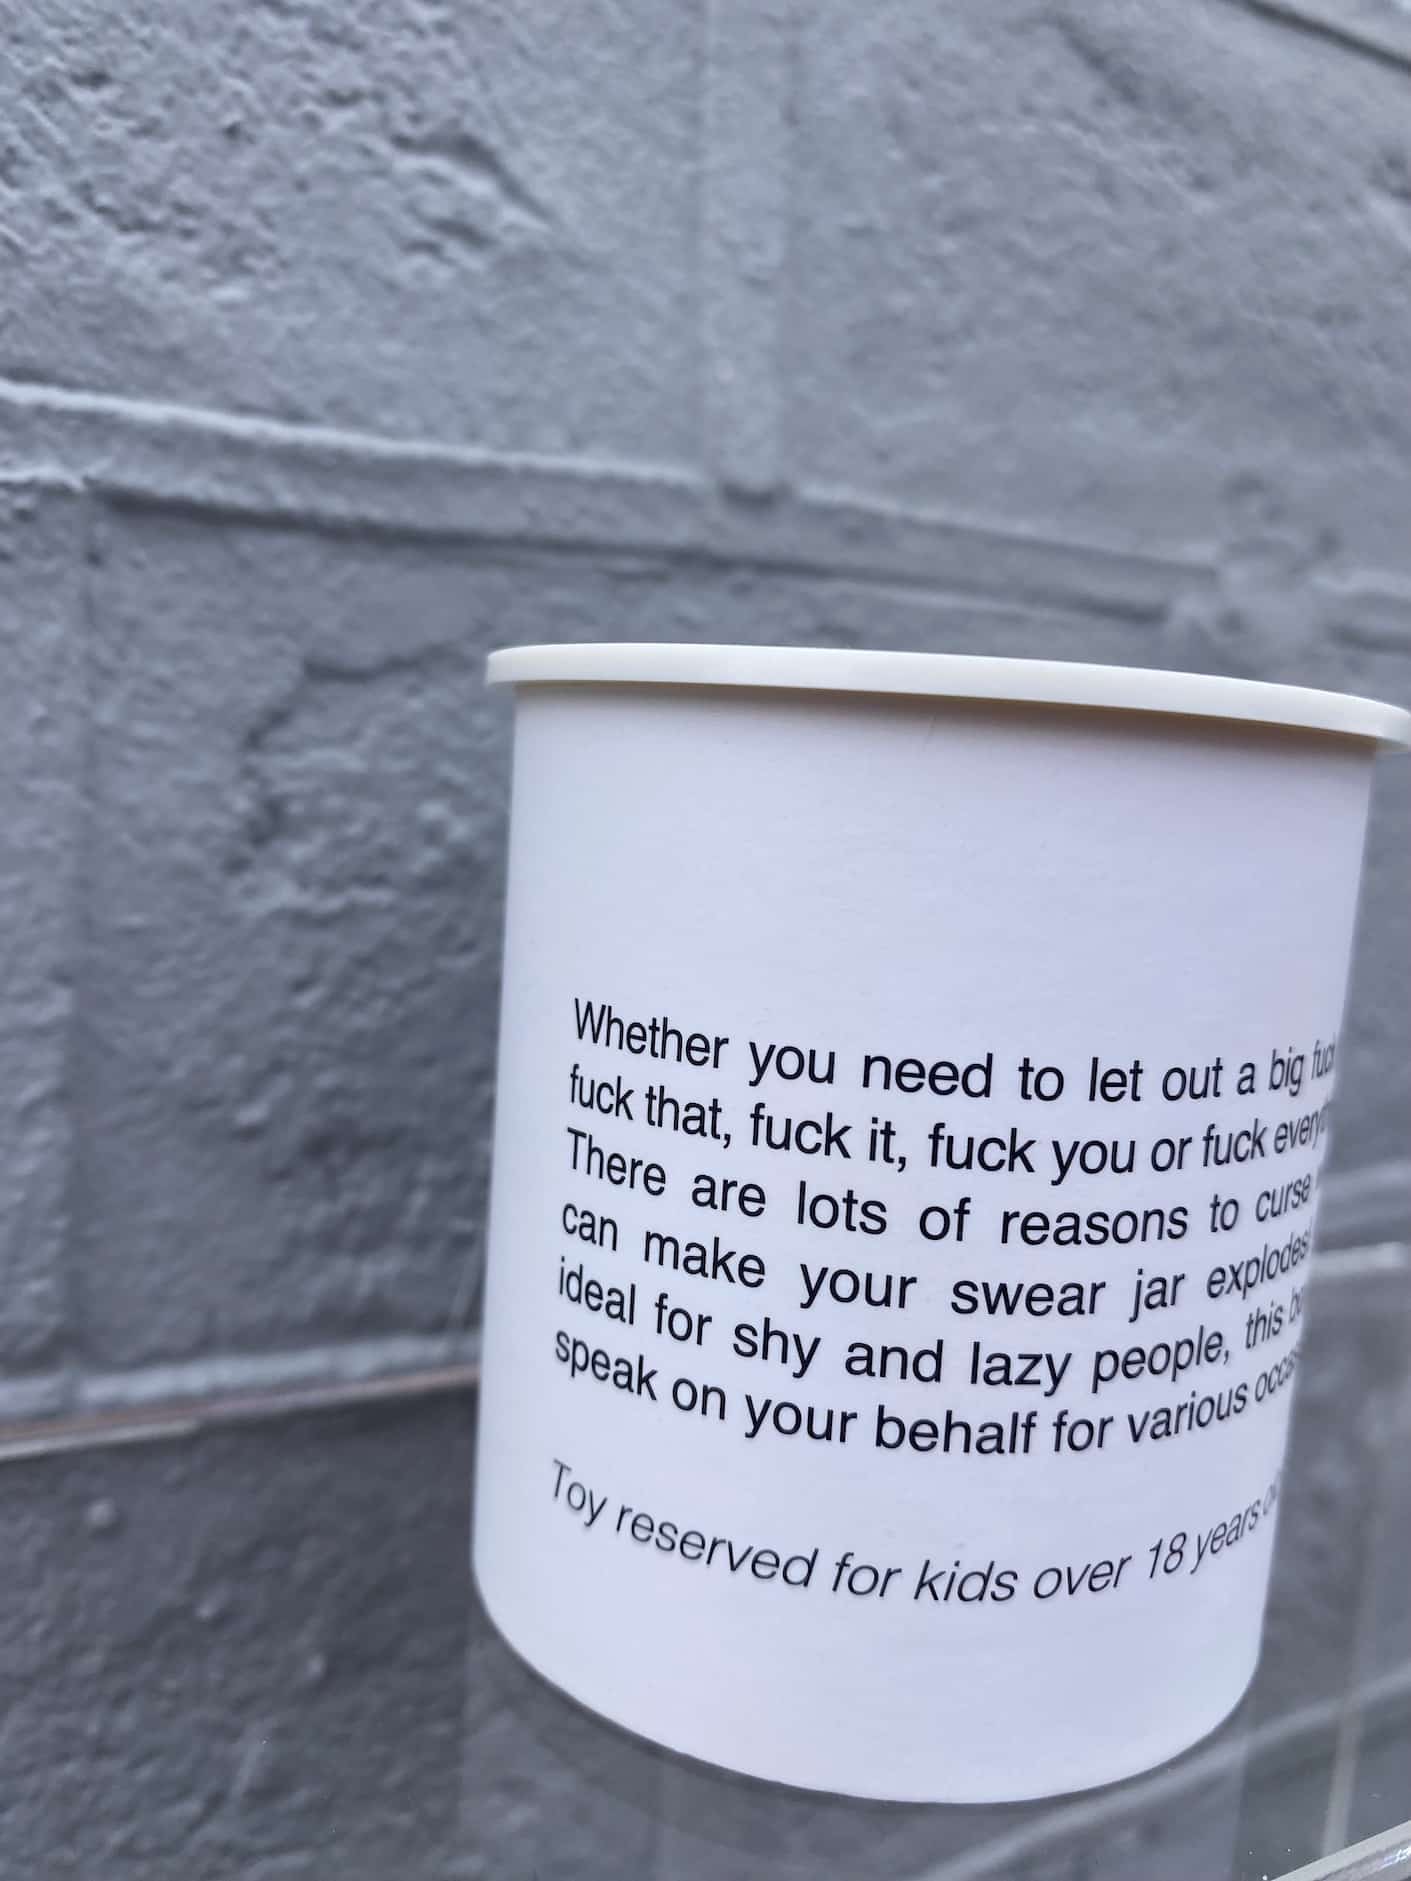 Whether you need to let out a big
fuck that, fuck it, fuck you or fuck
There are lots of reasons to curse
can make your swear jar explodes!
ideal for shy and lazy people, this
speak on your behalf for various
Toy reserved for kids over 18 years